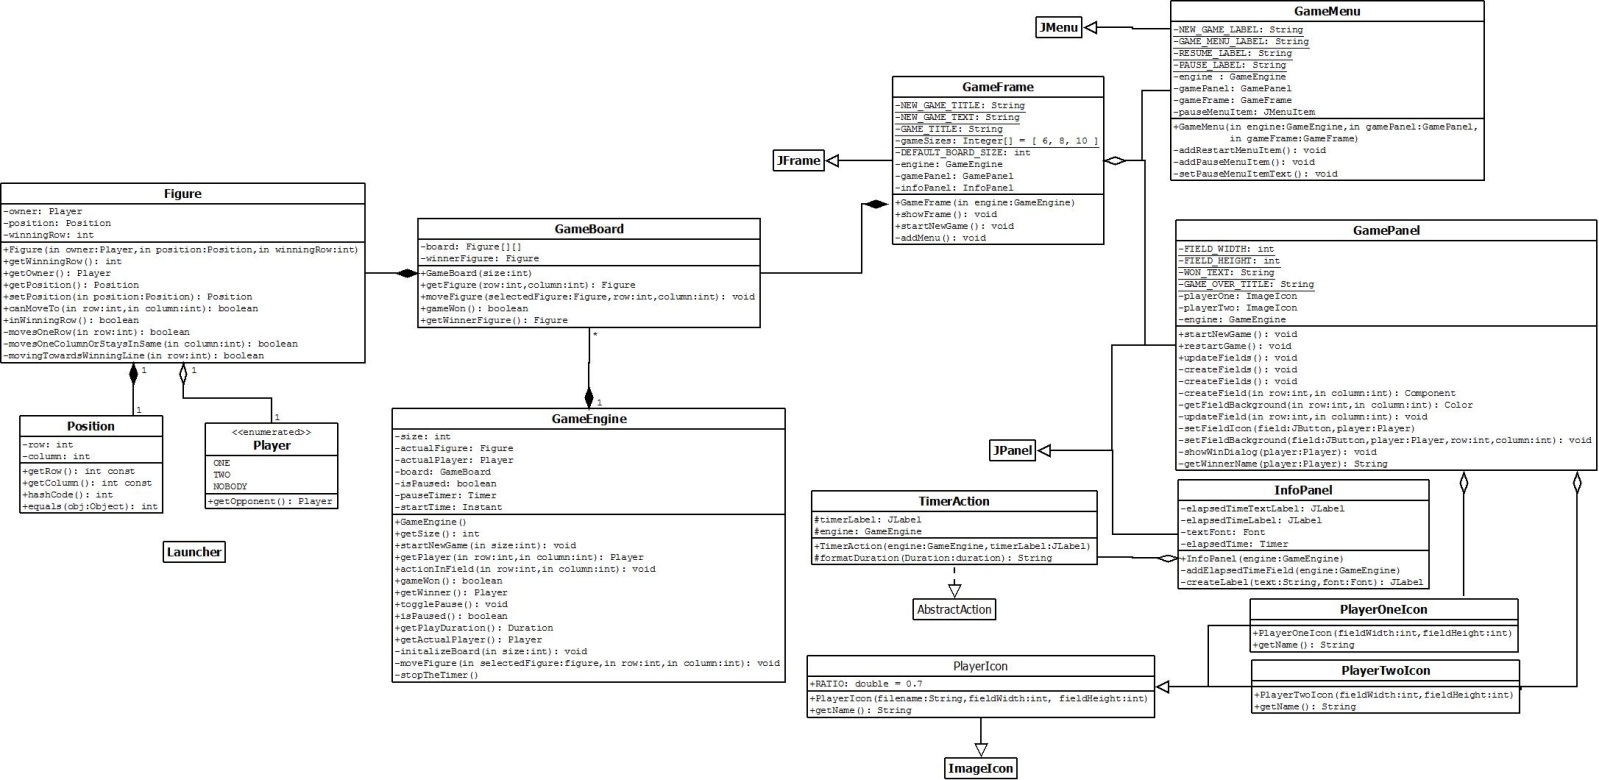 GameMenu
-NEW_GAME_LABEL: String
-GAME_MENU_LABEL: String
-RESUME_LABEL: String
-PAUSE_LABEL: String
-engine : GameEngine
-gamePanel: GamePanel
-gameFrame: GameFrame
-pauseMenuItem: JMenuItem
+GameMenu(in engine:GameEngine,in gamePanel:GamePanel,
in gameFrame:GameFrame)
-addRestartMenuItem(): void
-addPauseMenuItem(): void
-setPauseMenuItemText(): void
JMenu
GameFrame
-NEW_GAME_TITLE: String
-NEW_GAME_TEXT: String
-GAME_TITLE: String
-gameSizes: Integer[] = [ 6, 8, 10 ]
-DEFAULT_BOARD_SIZE: int
-engine: GameEngine
-gamePanel: GamePanel
-infoPanel: InfoPanel
+GameFrame(in engine:GameEngine)
+showFrame(): void
+startNewGame(): void
-addMenu(): void
JFrame
Figure
-owner: Player
-position: Position
-winningRow: int
+Figure(in owner:Player,in position:Position,in winningRow:int)
+getWinningRow(): int
+getOwner(): Player
+getPosition(): Position
+setPosition(in position:Position): Position
+canMoveTo(in row:int,in column:int): boolean
+inWinningRow(): boolean
-movesOneRow(in row:int): boolean
-movesOneColumnOrStaysInSame(in column:int): boolean
-movingTowardsWinningLine(in row:int): boolean
GameBoard
-board: Figure[][]
-winnerFigure: Figure
+GameBoard(size:int)
+getFigure(row:int,column:int): Figure
+moveFigure(selectedFigure:Figure,row:int,column:int): void
+gameWon(): boolean
+getWinnerFigure(): Figure
*
1
GamePanel
-FIELD_WIDTH: int
-FIELD_HEIGHT: int
-WON_TEXT: String
-GAME_OVER_TITLE: String
-playerOne: ImageIcon
-playerTwo: ImageIcon
-engine: GameEngine
+startNewGame(): void
+restartGame(): void
+updateFields(): void
-createFields(): void
-createFields(): void
-createField(in row:int,in column:int): Component
-getFieldBackground(in row:int,in column:int): Color
-updateField(in row:int,in column:int): void
-setFieldIcon(field:JButton,player:Player)
-setFieldBackground(field:JButton,player:Player,row:int,column:int): void
-showWinDialog(player:Player): void
-getWinnerName(player:Player): String
1
1
1
1
Position
-row: int
-column: int
+getRow(): int const
+getColumn(): int const
+hashCode(): int
+equals(obj:Object): int
<<enumerated>>
Player
ONE
TWO
NOBODY
+getOpponent(): Player
Launcher
GameEngine
-size: int
-actualFigure: Figure
-actualPlayer: Player
-board: GameBoard
-isPaused: boolean
-pauseTimer: Timer
-startTime: Instant
+GameEngine()
+getSize(): int
+startNewGame(in size:int): void
+getPlayer(in row:int,in column:int): Player
+actionInField(in row:int,in column:int): void
+gameWon(): boolean
+getWinner(): Player
+togglePause(): void
+isPaused(): boolean
+getPlayDuration(): Duration
+getActualPlayer(): Player
-initalizeBoard(in size:int): void
-moveFigure(in selectedFigure:figure,in row:int,in column:int): void
-stopTheTimer()
JPanel
TimerAction
#timerLabel: JLabel
#engine: GameEngine
+TimerAction(engine:GameEngine,timerLabel:JLabel)
#formatDuration(Duration:duration): String
AbstractAction
InfoPanel
-elapsedTimeTextLabel: JLabel
-elapsedTimeLabel: JLabel
-textFont: Font
-elapsedTime: Timer
+InfoPanel(engine:GameEngine)
-addElapsedTimeField(engine:GameEngine)
-createLabel(text:String,font:Font): JLabel
PlayerOneIcon
+PlayerOneIcon(fieldWidth:int,fieldHeight:int)
+getName(): String
PlayerTwoIcon
+PlayerTwoIcon(fieldWidth:int,fieldHeight:int)
+getName(): String
PlayerIcon
+RATIO: double = 0.7
+PlayerIcon(filename:String,fieldWidth:int, fieldHeight:int)
+getName(): String
ImageIcon